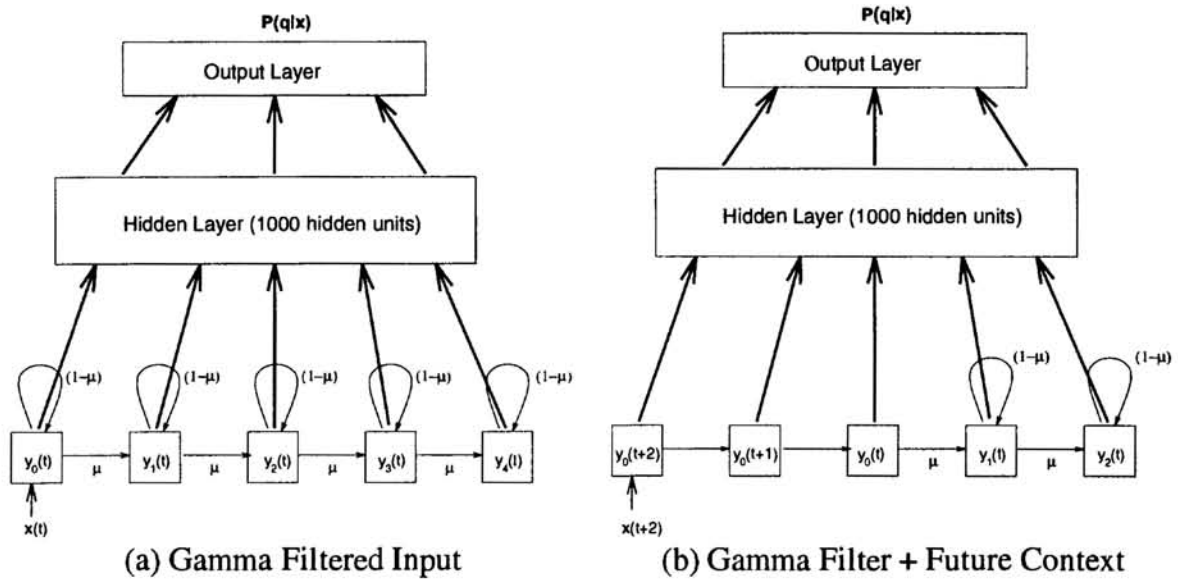 P(q|x)
Output Layer
Hidden Layer (1000 hidden units)
(1-μ) (1-μ) (1-μ) (1-μ) (1-μ)
y₀(t) y₁(t) y₂(t) y₃(t) y₄(t)
μ μ μ μ
x(t)
(a) Gamma Filtered Input
P(q|x)
Output Layer
Hidden Layer (1000 hidden units)
(1-μ) (1-μ)
y₀(t+2) y₀(t+1) y₀(t) y₁(t) y₂(t)
μ μ
x(t+2)
(b) Gamma Filter + Future Context